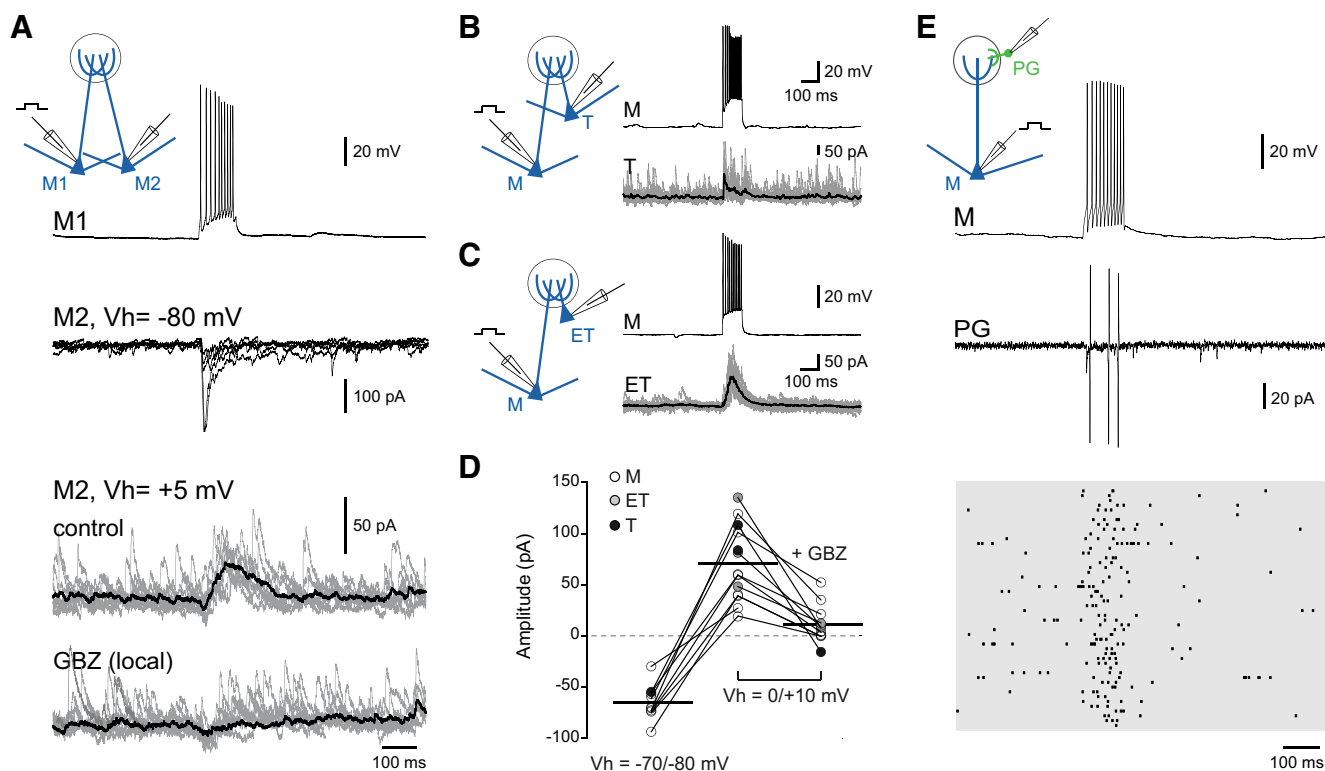 A
M1
M2
20 mV
M1
M2, Vh= -80 mV
100 pA
M2, Vh= +5 mV
control
50 pA
GBZ (local)
100 ms
B
T
M
M
20 mV
100 ms
T
50 pA
C
ET
M
M
20 mV
ET
50 pA
100 ms
D
M
ET
T
150
100
50
0
-50
-100
Amplitude (pA)
+ GBZ
Vh = 0/+10 mV
Vh = -70/-80 mV
E
PG
M
20 mV
M
PG
20 pA
100 ms